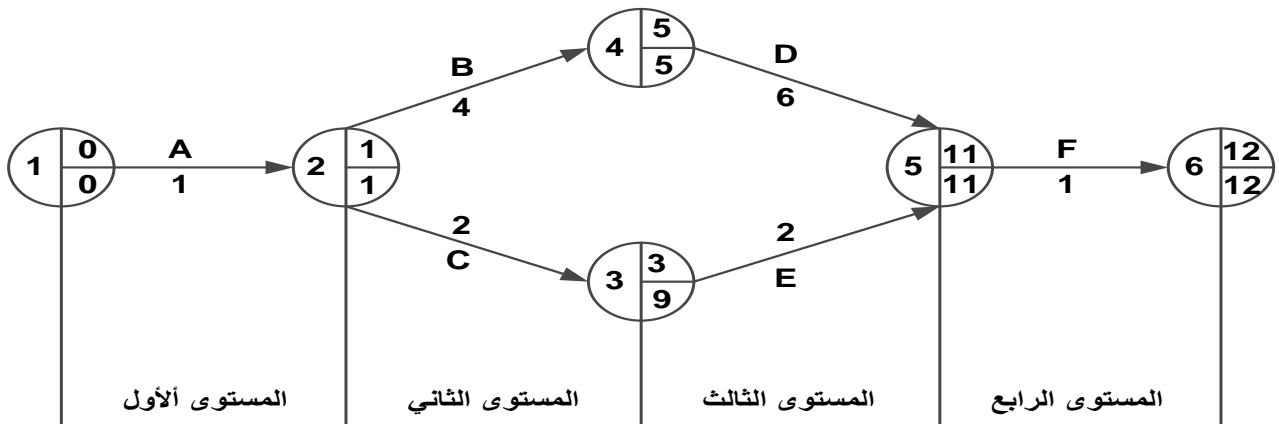 4 5
5
B
4
D
6
1 0
0
A
1
2 1
1
5 11
11
F
1
6 12
12
2
C
3 3
9
2
E
المستوى ألأول
المستوى الثاني
المستوى الثالث
المستوى الرابع